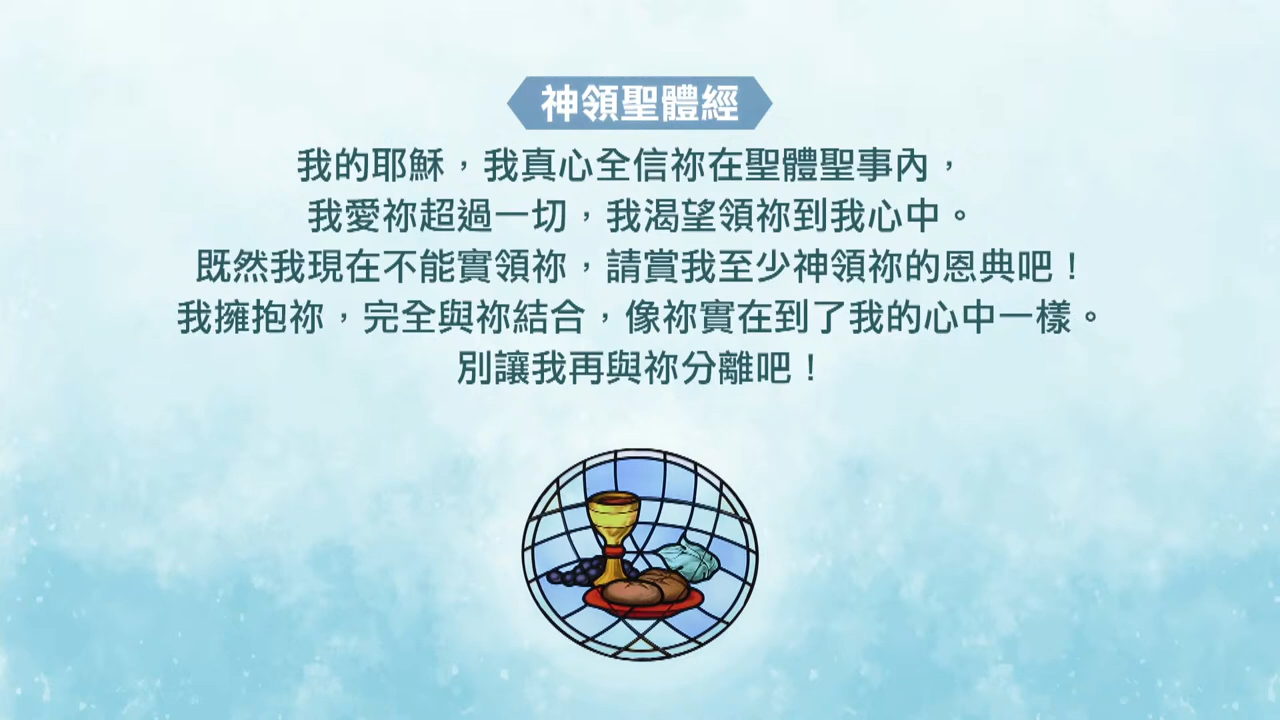 神領聖體經
我的耶穌，我真心全信祢在聖體聖事內，
我愛祢超過一切，我渴望領祢到我心中。
既然我現在不能實領祢，請賞我至少神領祢的恩典吧！
我擁抱祢，完全與祢結合，像祢實在到了我的心中一樣。
別讓我再與祢分離吧！